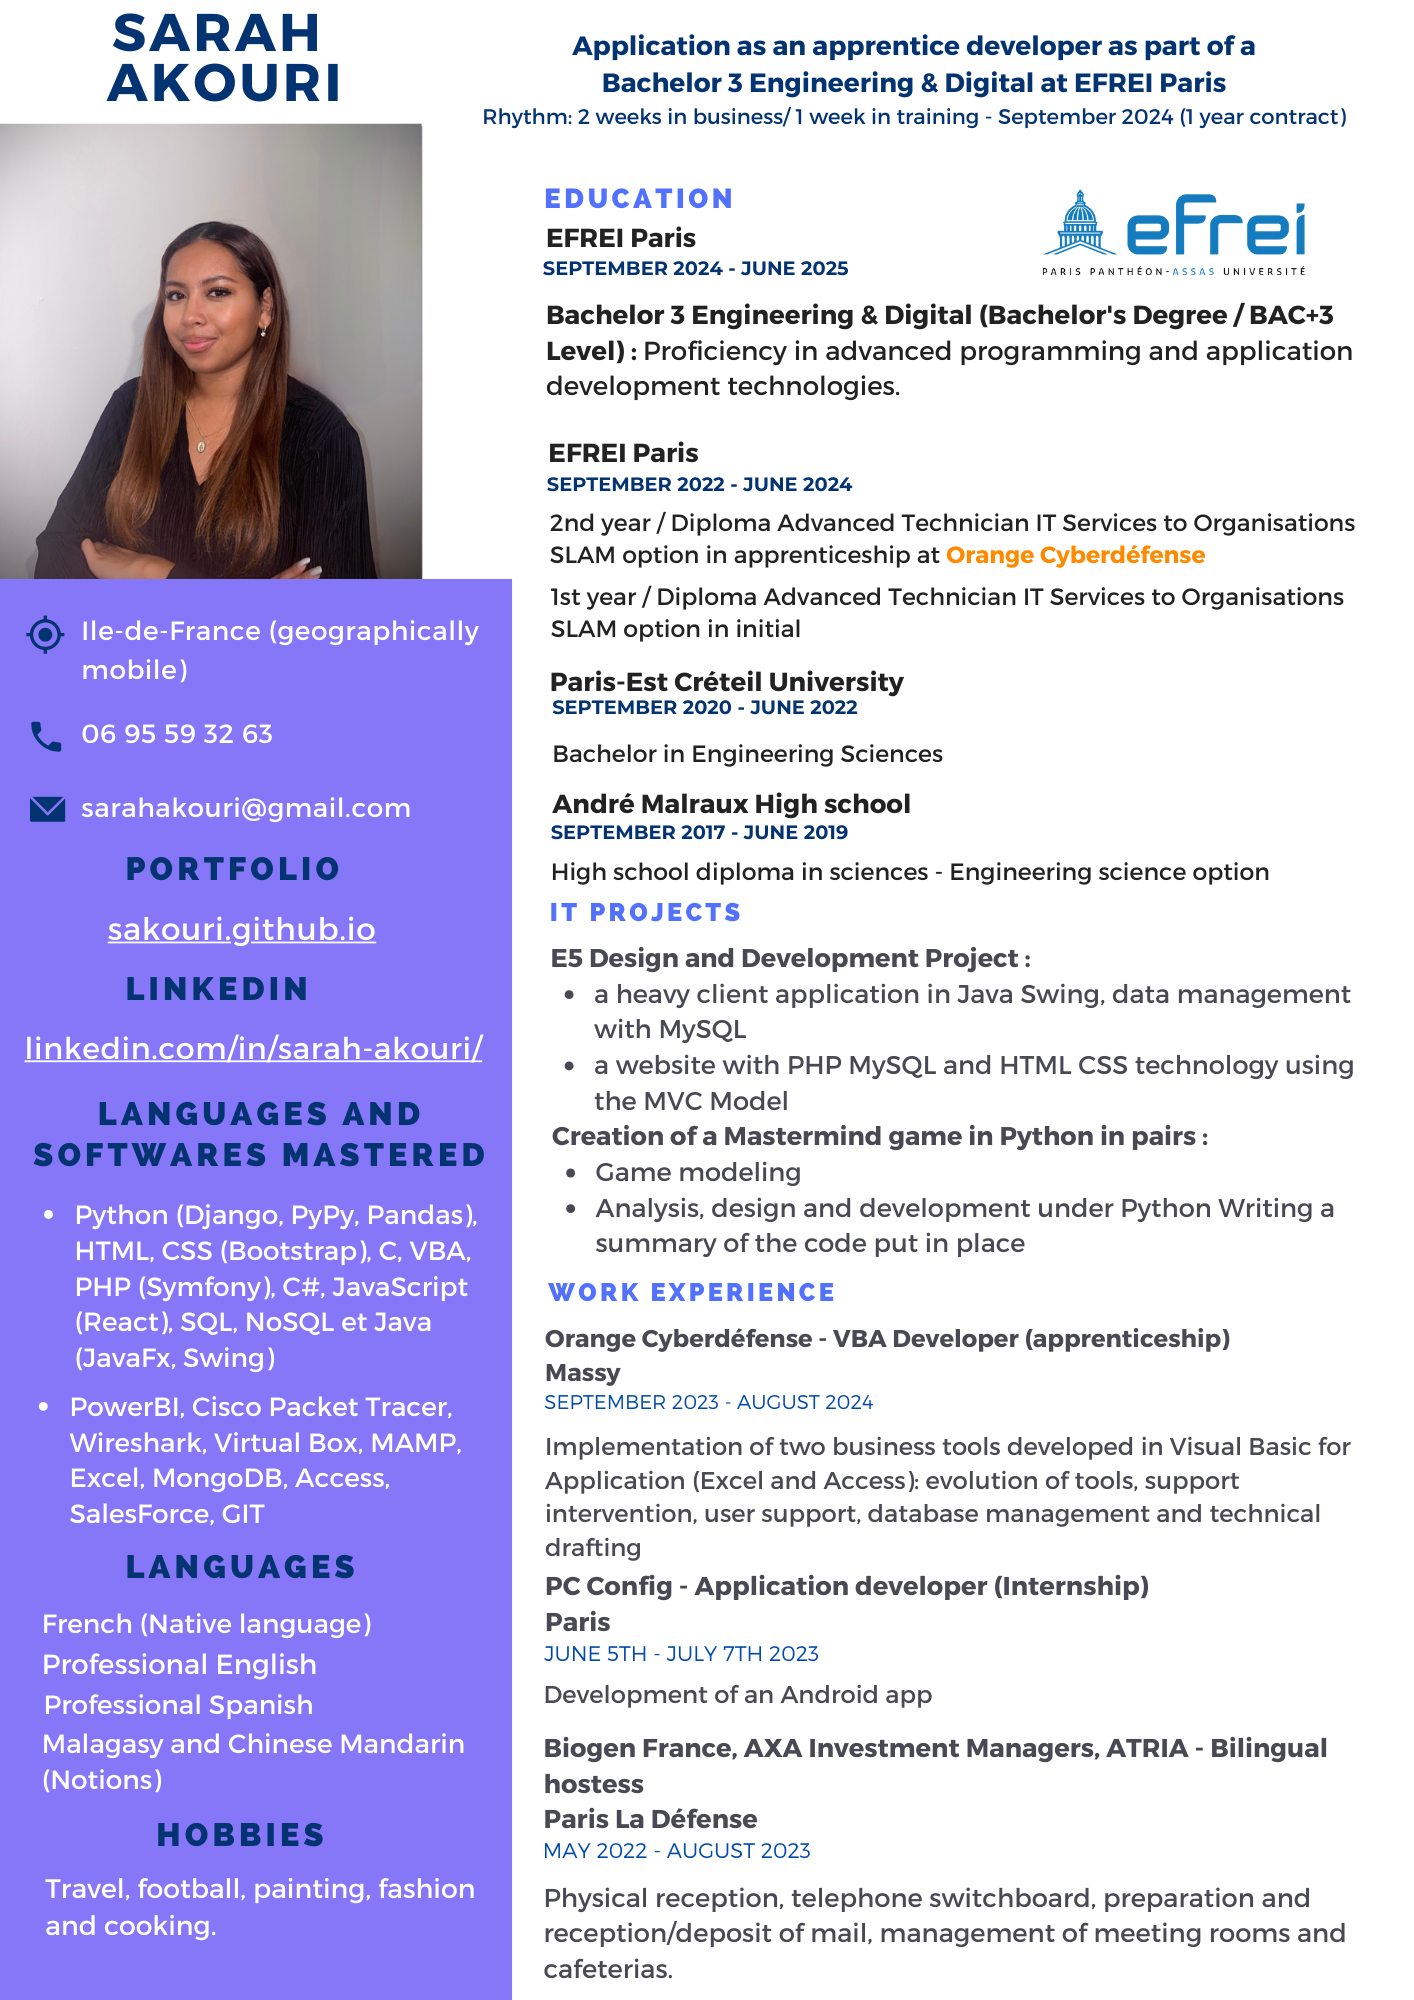 SARAH
AKOURI
Application as an apprentice developer as part of a
Bachelor 3 Engineering & Digital at EFREI Paris
Rhythm: 2 weeks in business/ 1 week in training - September 2024 (1 year contract)
Ile-de-France (geographically
mobile)
06 95 59 32 63
sarahakouri@gmail.com
PORTFOLIO
sakouri.github.io
LINKEDIN
linkedin.com/in/sarah-akouri/
LANGUAGES AND
SOFTWARES MASTERED
• Python (Django, PyPy, Pandas),
HTML, CSS (Bootstrap), C, VBA,
PHP (Symfony), C#, JavaScript
(React), SQL, NoSQL et Java
(JavaFx, Swing)
• PowerBI, Cisco Packet Tracer,
Wireshark, Virtual Box, MAMP,
Excel, MongoDB, Access,
SalesForce, GIT
LANGUAGES
French (Native language)
Professional English
Professional Spanish
Malagasy and Chinese Mandarin
(Notions)
HOBBIES
Travel, football, painting, fashion
and cooking.
EDUCATION
efrei
PARIS PANTHÉON-ASSAS UNIVERSITÉ
EFREI Paris
SEPTEMBER 2024 - JUNE 2025
Bachelor 3 Engineering & Digital (Bachelor's Degree / BAC+3
Level) : Proficiency in advanced programming and application
development technologies.
EFREI Paris
SEPTEMBER 2022 - JUNE 2024
2nd year / Diploma Advanced Technician IT Services to Organisations
SLAM option in apprenticeship at Orange Cyberdéfense
1st year / Diploma Advanced Technician IT Services to Organisations
SLAM option in initial
Paris-Est Créteil University
SEPTEMBER 2020 - JUNE 2022
Bachelor in Engineering Sciences
André Malraux High school
SEPTEMBER 2017 - JUNE 2019
High school diploma in sciences - Engineering science option
IT PROJECTS
E5 Design and Development Project :
• a heavy client application in Java Swing, data management
with MySQL
• a website with PHP MySQL and HTML CSS technology using
the MVC Model
Creation of a Mastermind game in Python in pairs :
• Game modeling
• Analysis, design and development under Python Writing a
summary of the code put in place
WORK EXPERIENCE
Orange Cyberdéfense - VBA Developer (apprenticeship)
Massy
SEPTEMBER 2023 - AUGUST 2024
Implementation of two business tools developed in Visual Basic for
Application (Excel and Access): evolution of tools, support
intervention, user support, database management and technical
drafting
PC Config - Application developer (Internship)
Paris
JUNE 5TH - JULY 7TH 2023
Development of an Android app
Biogen France, AXA Investment Managers, ATRIA - Bilingual
hostess
Paris La Défense
MAY 2022 - AUGUST 2023
Physical reception, telephone switchboard, preparation and
reception/deposit of mail, management of meeting rooms and
cafeterias.